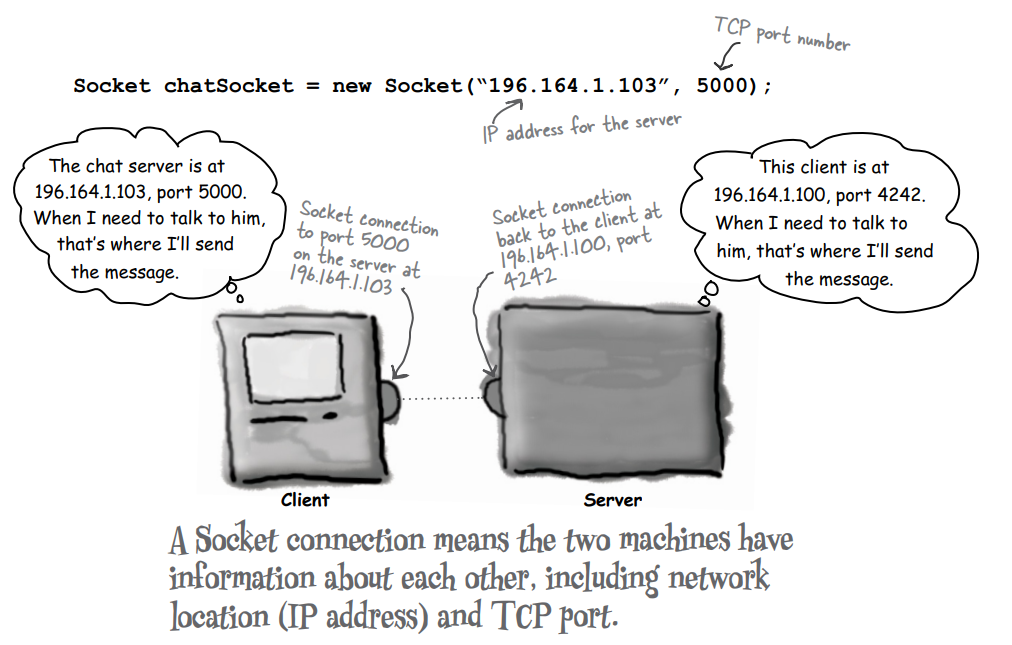 TCP port number
Socket chatSocket = new Socket(“196.164.1.103”, 5000);
IP address for the server
The chat server is at
196.164.1.103, port 5000.
When I need to talk to him,
that’s where I’ll send
the message.
Socket connection
to port 5000
on the server at
196.164.1.103
Socket connection
back to the client at
196.164.1.100, port
4242
This client is at
196.164.1.100, port 4242.
When I need to talk to
him, that’s where I’ll send
the message.
Client
Server
A Socket connection means the two machines have
information about each other, including network
location (IP address) and TCP port.